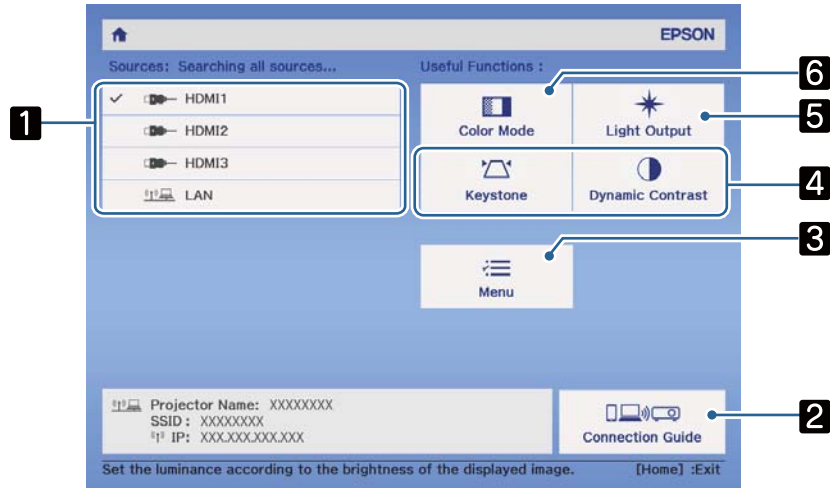 EPSON
Sources: Searching all sources...
Useful Functions :
1
HDMI1
HDMI2
HDMI3
LAN
Color Mode
Light Output
6
5
Keystone
Dynamic Contrast
4
3
Menu
Projector Name: XXXXXXXX
SSID : XXXXXXXX
IP: XXX.XXX.XXX.XXX
Connection Guide
2
Set the luminance according to the brightness of the displayed image.
[Home] :Exit